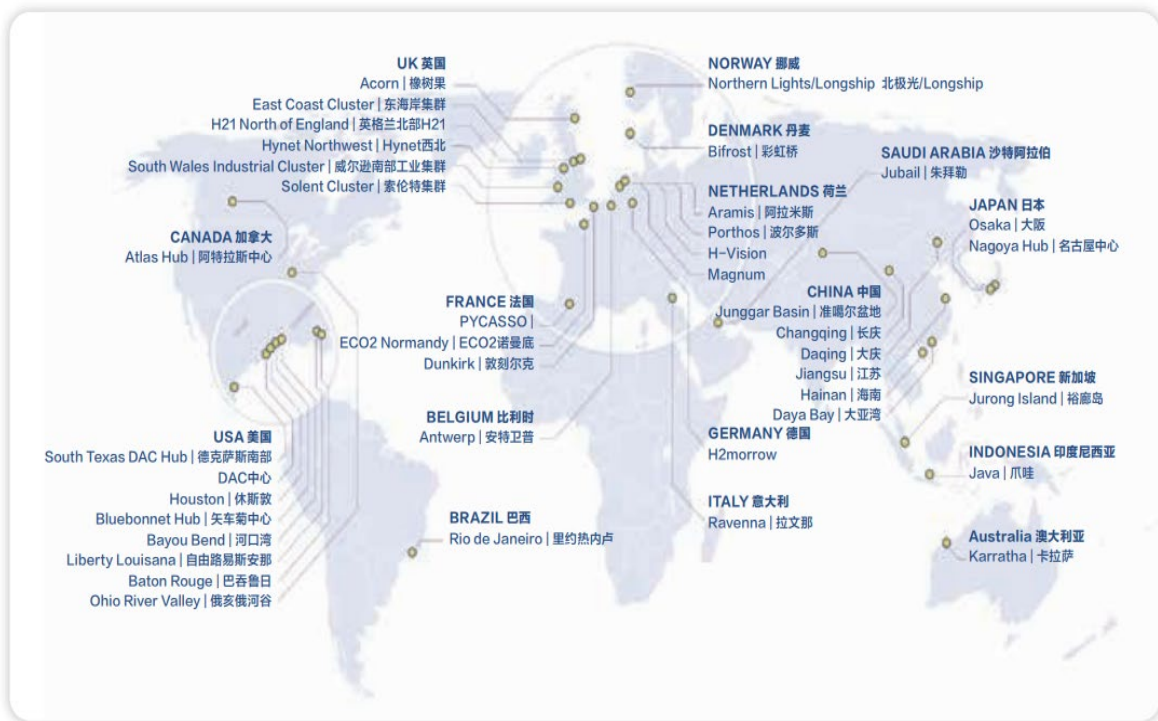 UK 英国
Acorn | 橡树果
East Coast Cluster | 东海岸集群
H21 North of England | 英格兰北部H21
Hynet Northwest | Hynet西北
South Wales Industrial Cluster | 威尔逊南部工业集群
Solent Cluster | 索伦特集群
NORWAY 挪威
Northern Lights/Longship 北极光/Longship
DENMARK 丹麦
Bifrost | 彩虹桥
SAUDI ARABIA 沙特阿拉伯
Jubail | 朱拜勒
NETHERLANDS 荷兰
Aramis | 阿拉米斯
Porthos | 波尔多斯
H-Vision
Magnum
JAPAN 日本
Osaka | 大阪
Nagoya Hub | 名古屋中心
CANADA 加拿大
Atlas Hub | 阿特拉斯中心
FRANCE 法国
PYCASSO |
ECO2 Normandy | ECO2诺曼底
Dunkirk | 敦刻尔克
CHINA 中国
Junggar Basin | 准噶尔盆地
Changqing | 长庆
Daqing | 大庆
Jiangsu | 江苏
Hainan | 海南
Daya Bay | 大亚湾
SINGAPORE 新加坡
Jurong Island | 裕廊岛
BELGIUM 比利时
Antwerp | 安特卫普
GERMANY 德国
H2morrow
USA 美国
South Texas DAC Hub | 德克萨斯南部
DAC中心
Houston | 休斯敦
Bluebonnet Hub | 矢车菊中心
Bayou Bend | 河口湾
Liberty Louisana | 自由路易斯安那
Baton Rouge | 巴吞鲁日
Ohio River Valley | 俄亥俄河谷
INDONESIA 印度尼西亚
Java | 爪哇
ITALY 意大利
Ravenna | 拉文那
BRAZIL 巴西
Rio de Janeiro | 里约热内卢
Australia 澳大利亚
Karratha | 卡拉萨